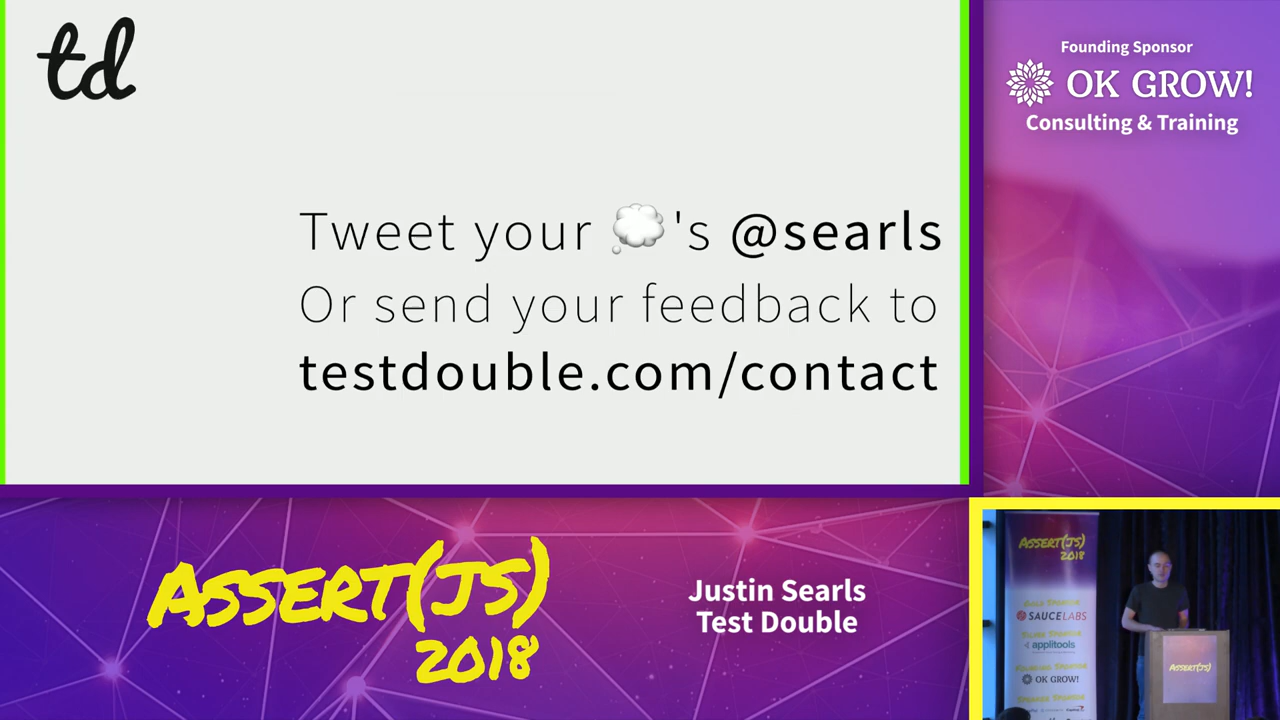 td
Tweet your 💭's @searls
Or send your feedback to
testdouble.com/contact
Founding Sponsor
OK GROW!
Consulting & Training
ASSERT(JS)
2018
Justin Searls
Test Double
ASSERT(JS)
2018
SAUCELABS
applitools
OK GROW!
ASSERT(JS)